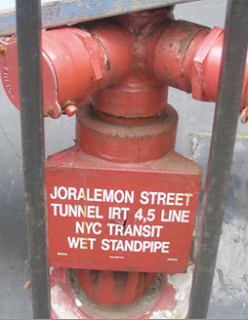 JORALEMON STREET
TUNNEL IRT 4,5 LINE
NYC TRANSIT
WET STANDPIPE